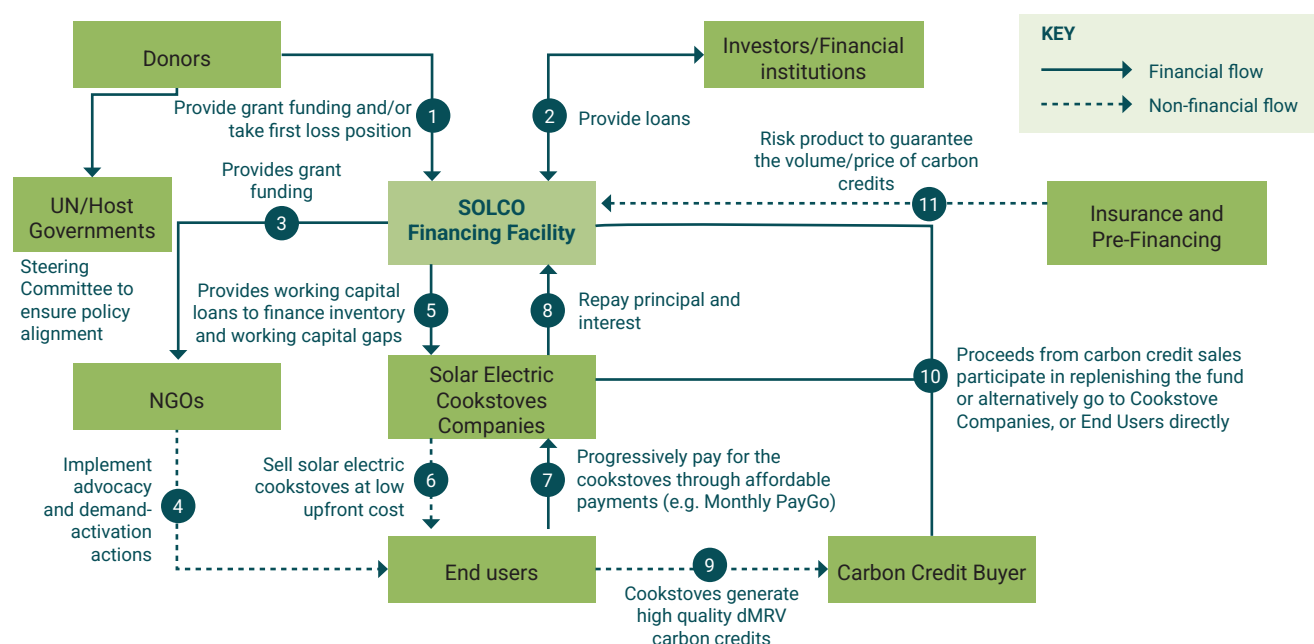 Donors
Investors/Financial
institutions
KEY
Financial flow
Non-financial flow
Provide grant funding and/or
take first loss position
1
2
Provide loans
Risk product to guarantee
the volume/price of carbon
credits
Provides grant
funding
UN/Host
Governments
3
SOLCO
Financing Facility
11
Insurance and
Pre-Financing
Steering
Committee to
ensure policy
alignment
Provides working capital
loans to finance inventory
and working capital gaps
5
8
Repay principal and
interest
NGOs
Solar Electric
Cookstoves
Companies
10
Proceeds from carbon credit sales
participate in replenishing the fund
or alternatively go to Cookstove
Companies, or End Users directly
Implement
advocacy
and demand-
activation
actions
4
Sell solar electric
cookstoves at low
upfront cost
6
7
Progressively pay for the
cookstoves through affordable
payments (e.g. Monthly PayGo)
End users
9
Cookstoves generate
high quality dMRV
carbon credits
Carbon Credit Buyer